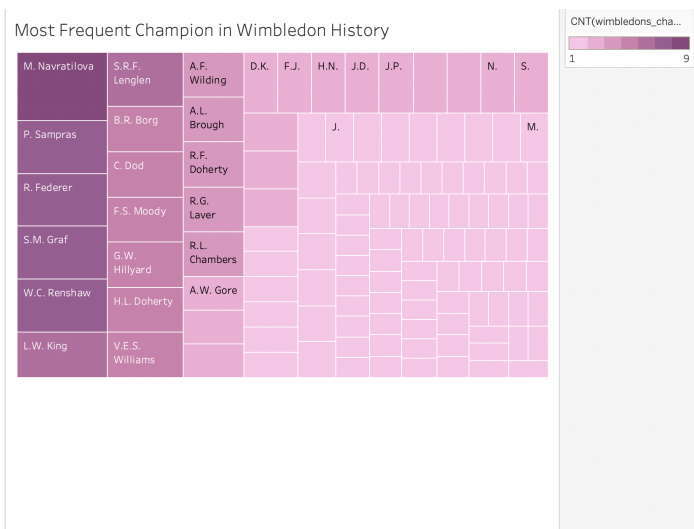 Most Frequent Champion in Wimbledon History
CNT(wimbledons_cha...
1 9
M. Navratilova
P. Sampras
R. Federer
S.M. Graf
W.C. Renshaw
L.W. King
S.R.F.
Lenglen
B.R. Borg
C. Dod
F.S. Moody
G.W.
Hillyard
H.L. Doherty
V.E.S.
Williams
A.F.
Wilding
A.L.
Brough
R.F.
Doherty
R.G.
Laver
R.L.
Chambers
A.W. Gore
D.K. F.J. H.N. J.D. J.P. N. S.
J. M.